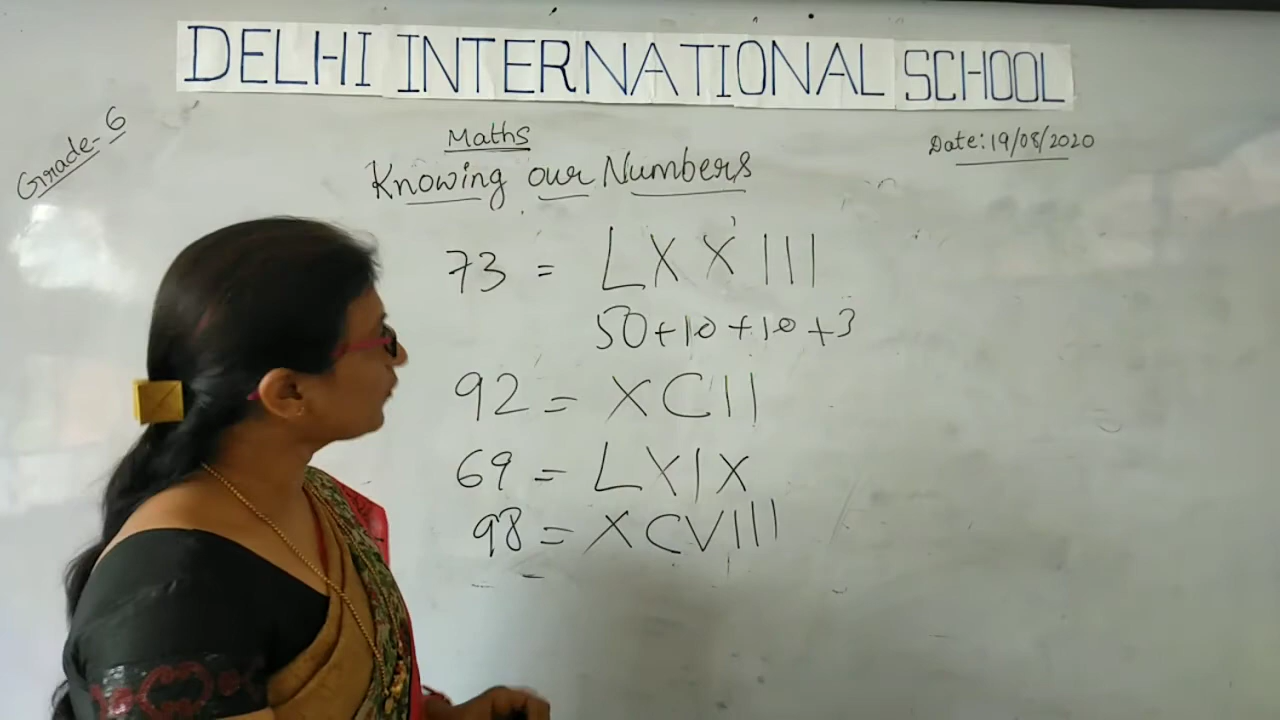 DELHI INTERNATIONAL SCHOOL
Grade-6
Maths
Date: 19/08/2020
Knowing our Numbers
73 = LXXIII
50+10+10+3
92 = XCII
69 = LXIX
98 = XCVIII